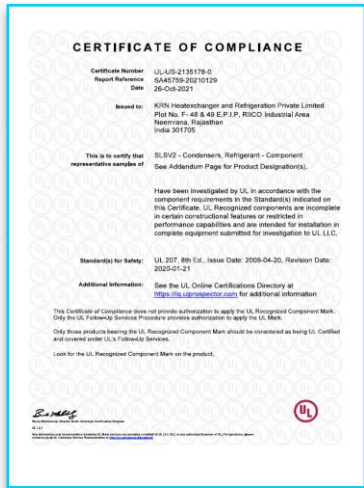 CERTIFICATE OF COMPLIANCE
Certificate Number UL-US-2135178-0
Report Reference SA45759-20210129
Date 26-Oct-2021
Issued to: KRN Heatexchanger and Refrigeration Private Limited
Plot No. F- 48 & 49 E.P.I.P, RIICO Industrial Area
Neemrana, Rajasthan
India 301705
This is to certify that SLSV2 - Condensers, Refrigerant - Component
representative samples of See Addendum Page for Product Designation(s).
Have been investigated by UL in accordance with the
component requirements in the Standard(s) indicated on
this Certificate. UL Recognized components are incomplete
in certain constructional features or restricted in
performance capabilities and are intended for installation in
complete equipment submitted for investigation to UL LLC.
Standard(s) for Safety: UL 207, 8th Ed., Issue Date: 2009-04-20, Revision Date:
2020-01-21
Additional Information: See the UL Online Certifications Directory at
https://iq.ulprospector.com for additional information
This Certificate of Compliance does not provide authorization to apply the UL Recognized Component Mark.
Only the UL Follow-Up Services Procedure provides authorization to apply the UL Mark.
Only those products bearing the UL Recognized Component Mark should be considered as being UL Certified
and covered under UL's Follow-Up Services.
Look for the UL Recognized Component Mark on the product.
UL LLC
UL